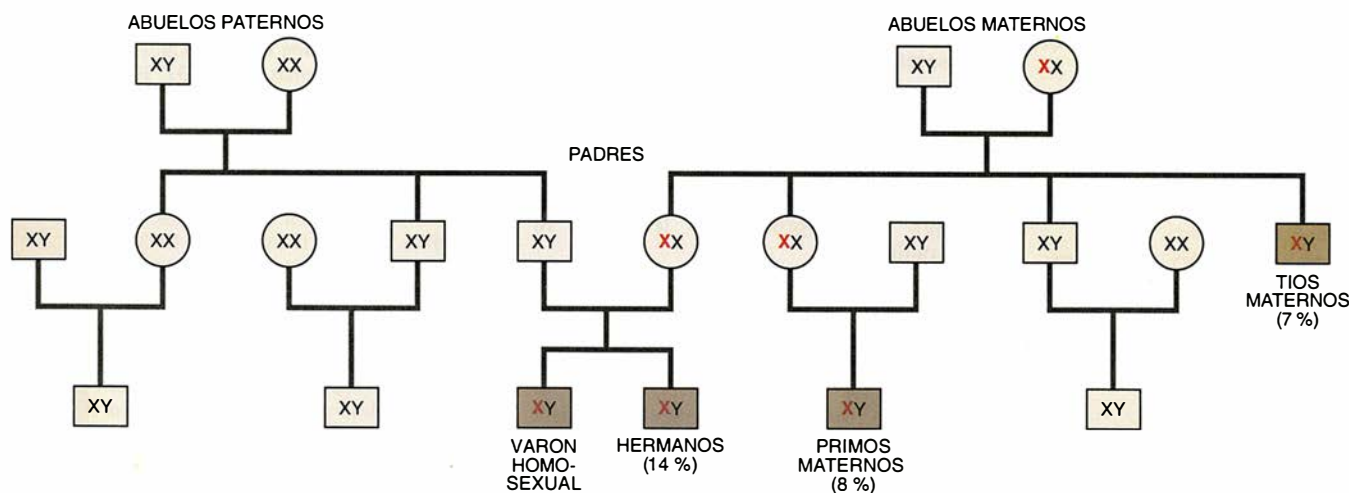 ABUELOS PATERNOS
ABUELOS MATERNOS
XY
XX
XY
XX
PADRES
XY
XX
XX
XY
XY
XX
XX
XY
XY
XX
XY
TIOS
MATERNOS
(7 %)
XY
XY
XY
XY
XY
XY
VARON
HOMO-
SEXUAL
HERMANOS
(14 %)
PRIMOS
MATERNOS
(8 %)